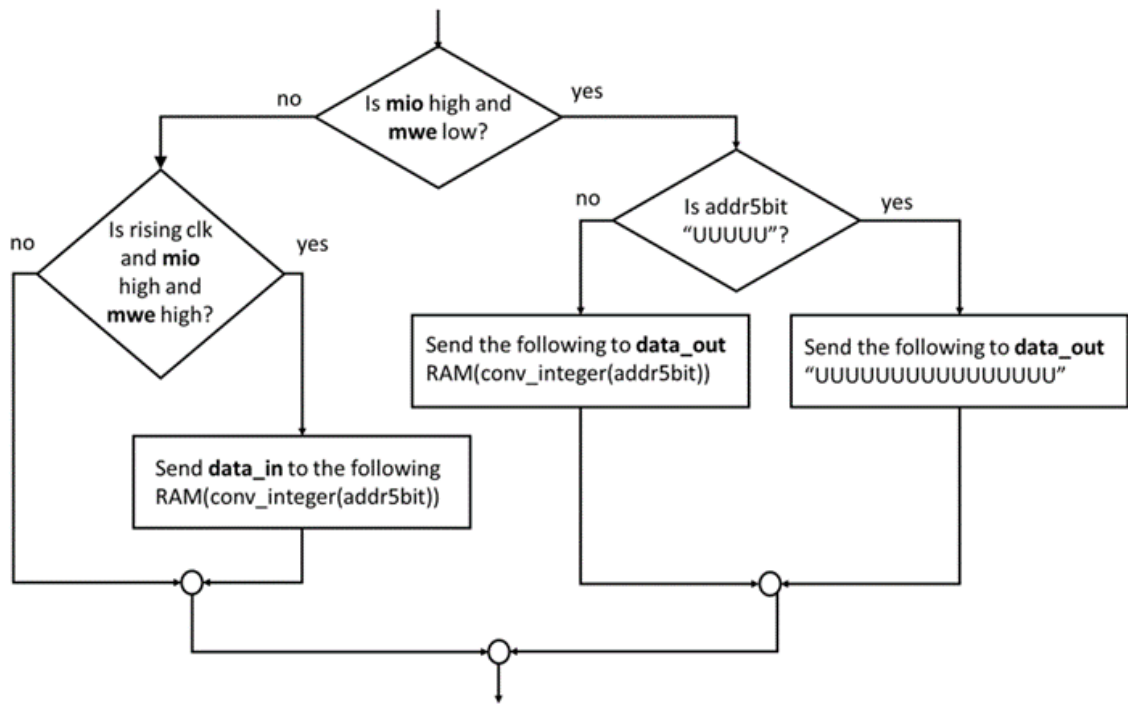 no
Is mio high and
mwe low?
yes
no
Is rising clk
and mio
high and
mwe high?
yes
no
Is addr5bit
“UUUUU”?
yes
Send the following to data_out
RAM(conv_integer(addr5bit))
Send the following to data_out
“UUUUUUUUUUUUUUUU”
Send data_in to the following
RAM(conv_integer(addr5bit))